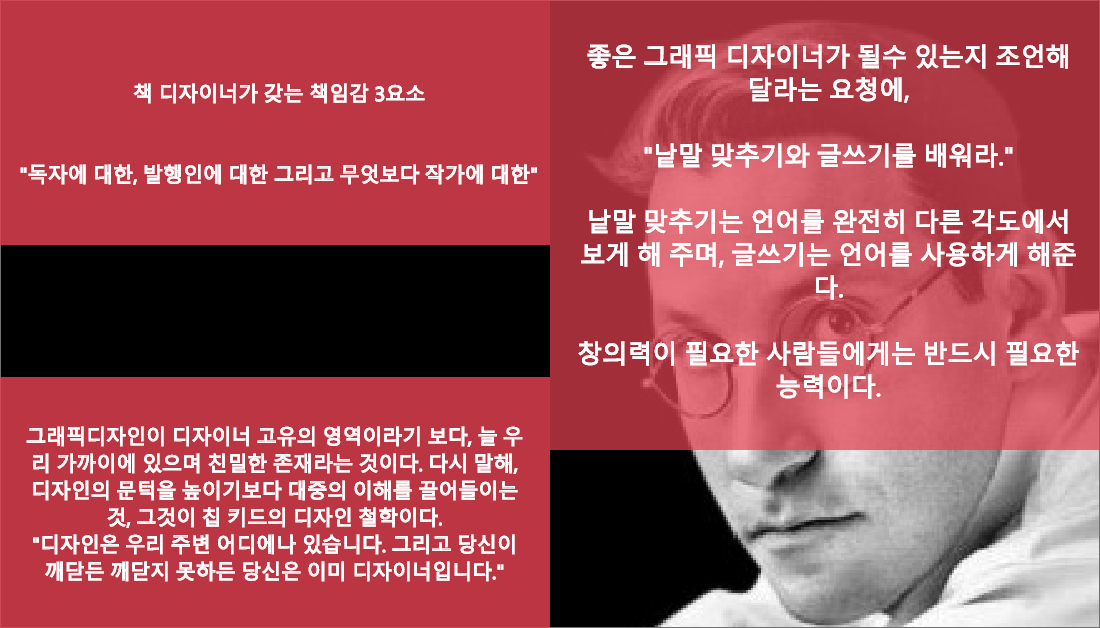 책 디자이너가 갖는 책임감 3요소
"독자에 대한, 발행인에 대한 그리고 무엇보다 작가에 대한"
그래픽디자인이 디자이너 고유의 영역이라기 보다, 늘 우
리 가까이에 있으며 친밀한 존재라는 것이다. 다시 말해,
디자인의 문턱을 높이기보다 대중의 이해를 끌어들이는
것, 그것이 칩 키드의 디자인 철학이다.
"디자인은 우리 주변 어디에나 있습니다. 그리고 당신이
깨닫든 깨닫지 못하든 당신은 이미 디자이너입니다."
좋은 그래픽 디자이너가 될수 있는지 조언해
달라는 요청에,
"낱말 맞추기와 글쓰기를 배워라."
낱말 맞추기는 언어를 완전히 다른 각도에서
보게 해 주며, 글쓰기는 언어를 사용하게 해준
다.
창의력이 필요한 사람들에게는 반드시 필요한
능력이다.